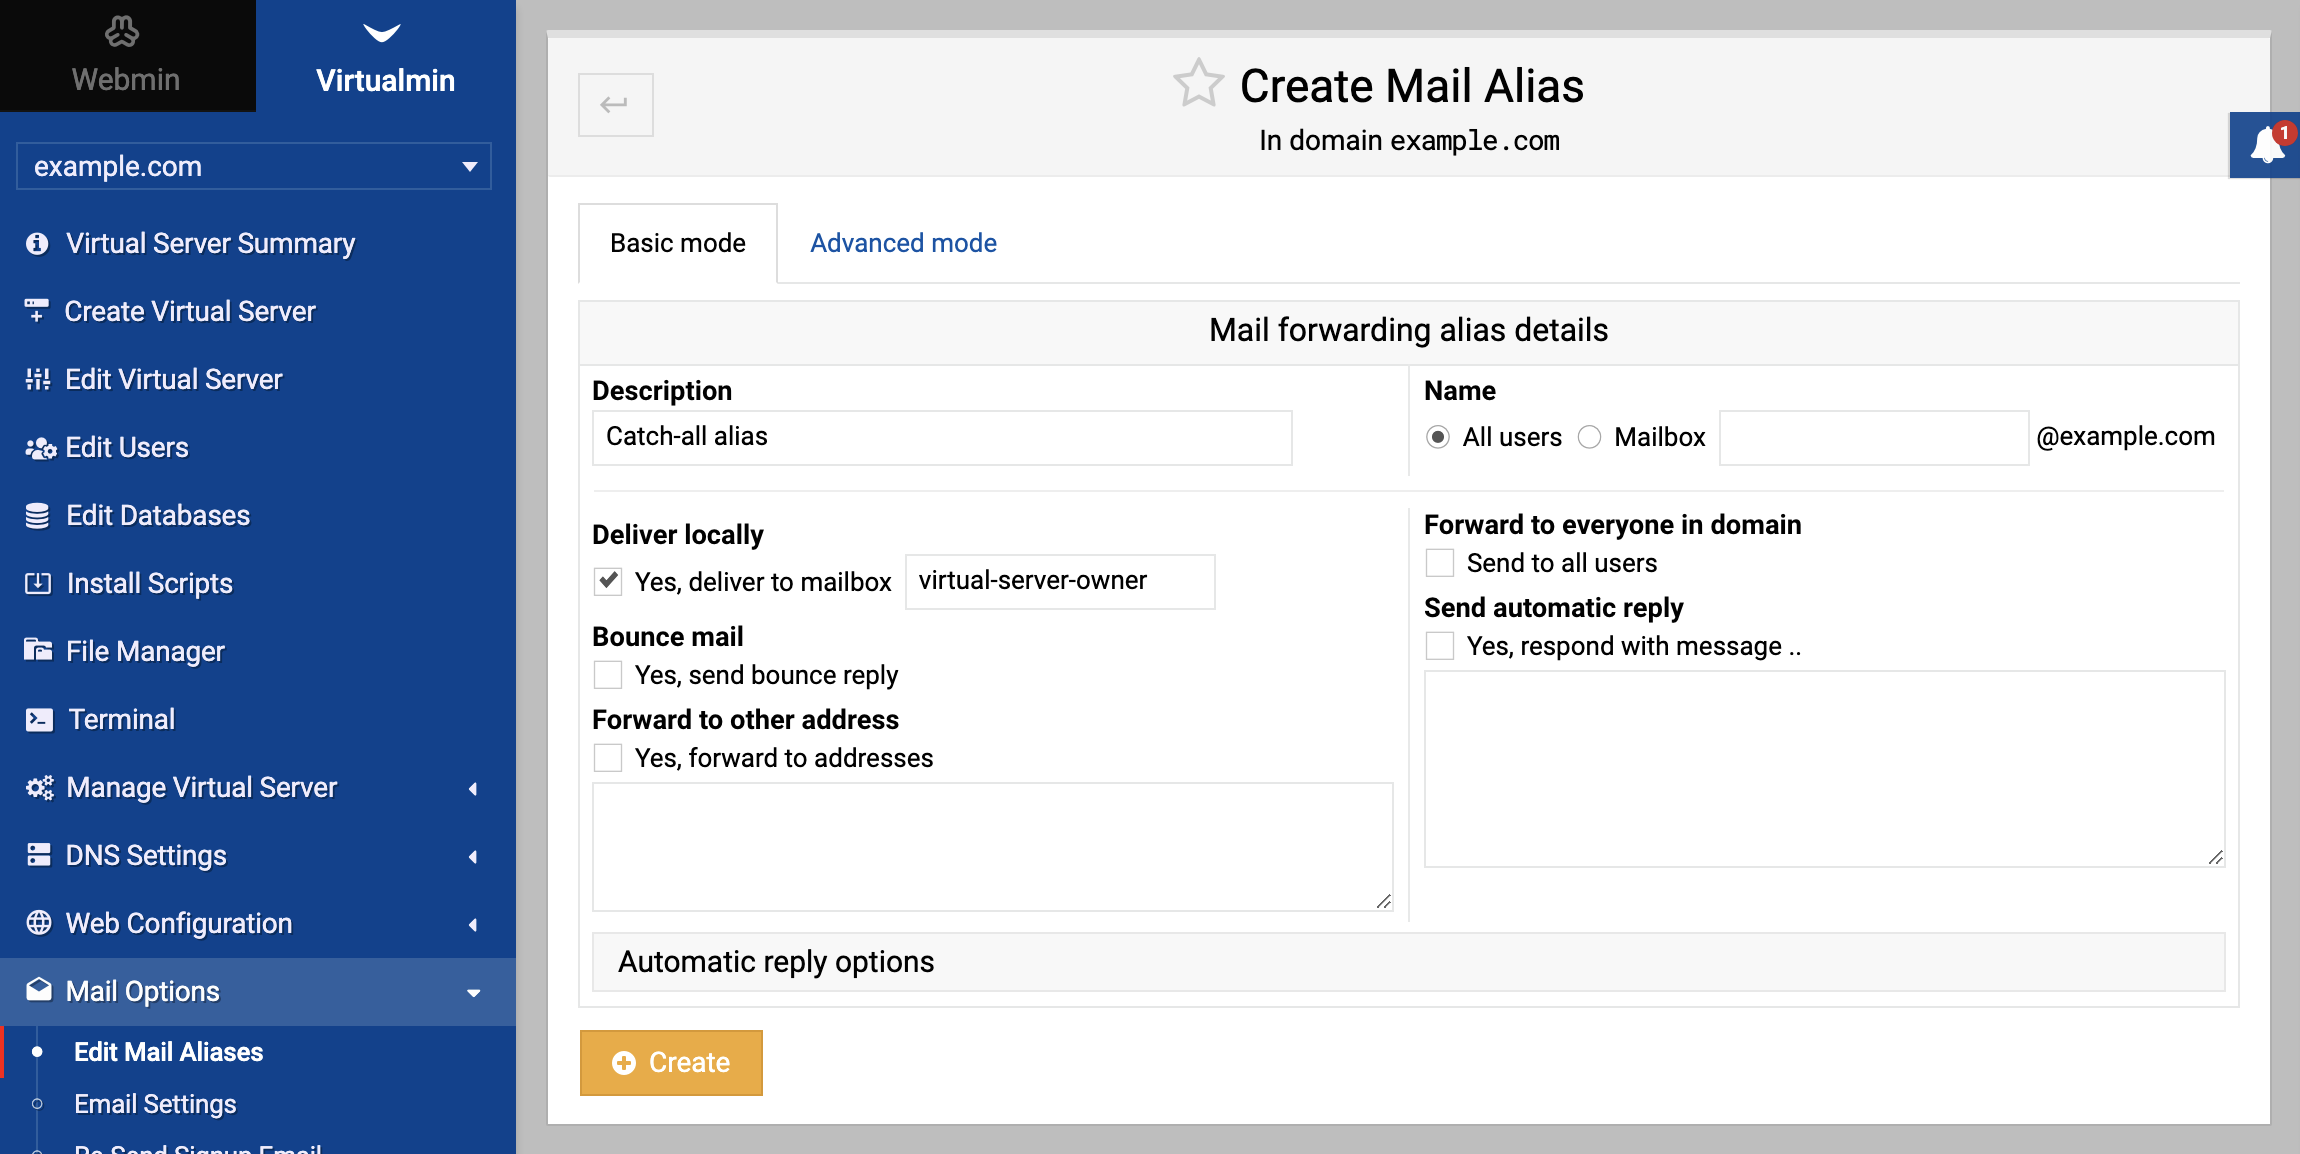 Webmin
Virtualmin
example.com
Virtual Server Summary
Create Virtual Server
Edit Virtual Server
Edit Users
Edit Databases
Install Scripts
File Manager
Terminal
Manage Virtual Server
DNS Settings
Web Configuration
Mail Options
Edit Mail Aliases
Email Settings
Re-Send Signup Email
Create Mail Alias
In domain example.com
1
Basic mode
Advanced mode
Mail forwarding alias details
Description
Catch-all alias
Name
All users Mailbox @example.com
Deliver locally
Yes, deliver to mailbox virtual-server-owner
Bounce mail
Yes, send bounce reply
Forward to other address
Yes, forward to addresses
Forward to everyone in domain
Send to all users
Send automatic reply
Yes, respond with message ..
Automatic reply options
Create